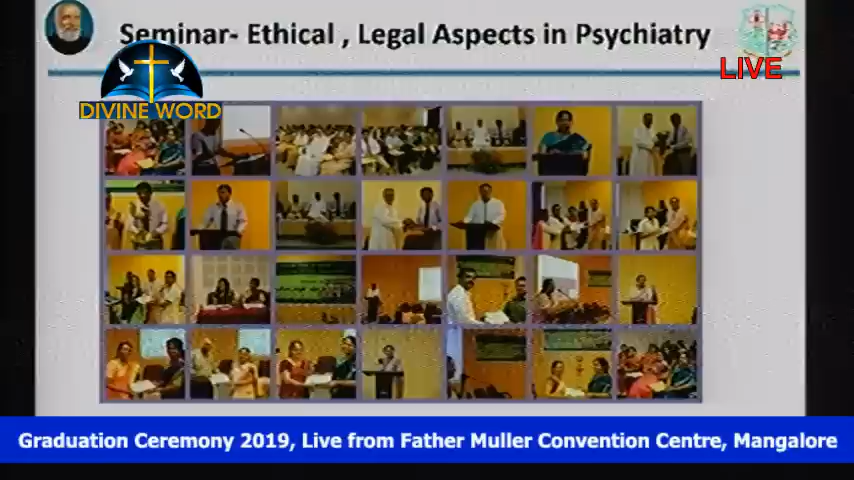 Seminar- Ethical , Legal Aspects in Psychiatry
LIVE
DIVINE WORD
Graduation Ceremony 2019, Live from Father Muller Convention Centre, Mangalore